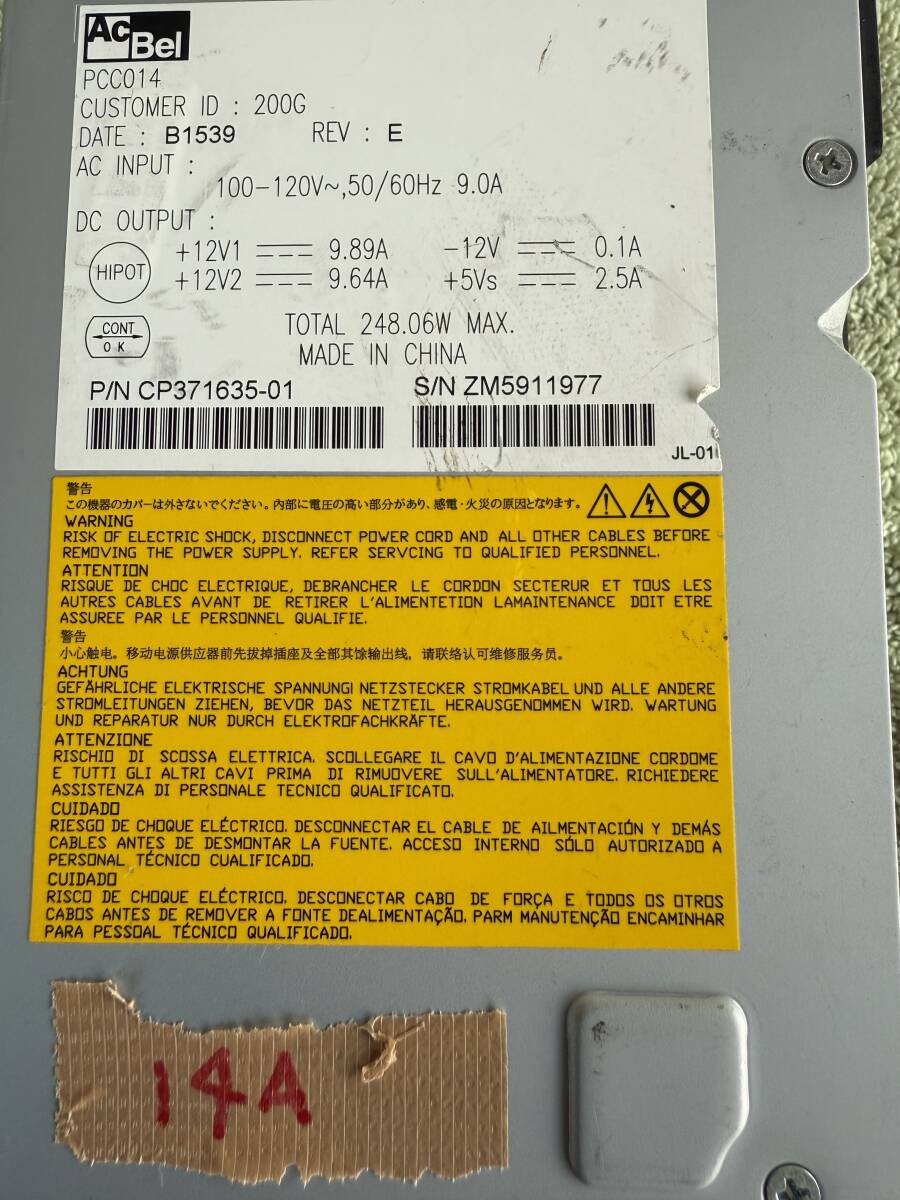 AcBel
PCC014
CUSTOMER ID : 200G
DATE : B1539 REV : E
AC INPUT :
100-120V~,50/60Hz 9.0A
DC OUTPUT :
HIPOT
+12V1 9.89A -12V 0.1A
+12V2 9.64A +5Vs 2.5A
CONT
OK
TOTAL 248.06W MAX.
MADE IN CHINA
P/N CP371635-01 S/N ZM5911977
JL-01
警告
この機器のカバーは外さないでください。内部に電圧の高い部分があり、感電・火災の原因となります。
WARNING
RISK OF ELECTRIC SHOCK, DISCONNECT POWER CORD AND ALL OTHER CABLES BEFORE
REMOVING THE POWER SUPPLY. REFER SERVCING TO QUALIFIED PERSONNEL.
ATTENTION
RISQUE DE CHOC ELECTRIQUE, DEBRANCHER LE CORDON SECTERUR ET TOUS LES
AUTRES CABLES AVANT DE RETIRER L'ALIMENTETION LAMAINTENANCE DOIT ETRE
ASSUREE PAR LE PERSONNEL QUALIFIE.
警告
小心触电。移动电源供应器前先拔掉插座及全部其馀输出线，请联络认可维修服务员。
ACHTUNG
GEFÄHRLICHE ELEKTRISCHE SPANNUNG! NETZSTECKER STROMKABEL UND ALLE ANDERE
STROMLEITUNGEN ZIEHEN, BEVOR DAS NETZTEIL HERAUSGENOMMEN WIRD. WARTUNG
UND REPARATUR NUR DURCH ELEKTROFACHKRÄFTE.
ATTENZIONE
RISCHIO DI SCOSSA ELETTRICA. SCOLLEGARE IL CAVO D'ALIMENTAZIONE CORDOME
E TUTTI GLI ALTRI CAVI PRIMA DI RIMUOVERE SULL'ALIMENTATORE. RICHIEDERE
ASSISTENZA DI PERSONALE TECNICO QUALIFICATO.
CUIDADO
RIESGO DE CHOQUE ELÉCTRICO. DESCONNECTAR EL CABLE DE AILMENTACIÓN Y DEMÁS
CABLES ANTES DE DESMONTAR LA FUENTE. ACCESO INTERNO SÓLO AUTORIZADO A
PERSONAL TÉCNICO CUALIFICADO.
CUIDADO
RISCO DE CHOQUE ELÉCTRICO. DESCONECTAR CABO DE FORÇA E TODOS OS OTROS
CABOS ANTES DE REMOVER A FONTE DEALIMENTAÇÃO. PARM MANUTENÇÃO ENCAMINHAR
PARA PESSOAL TÉCNICO QUALIFICADO.
14A